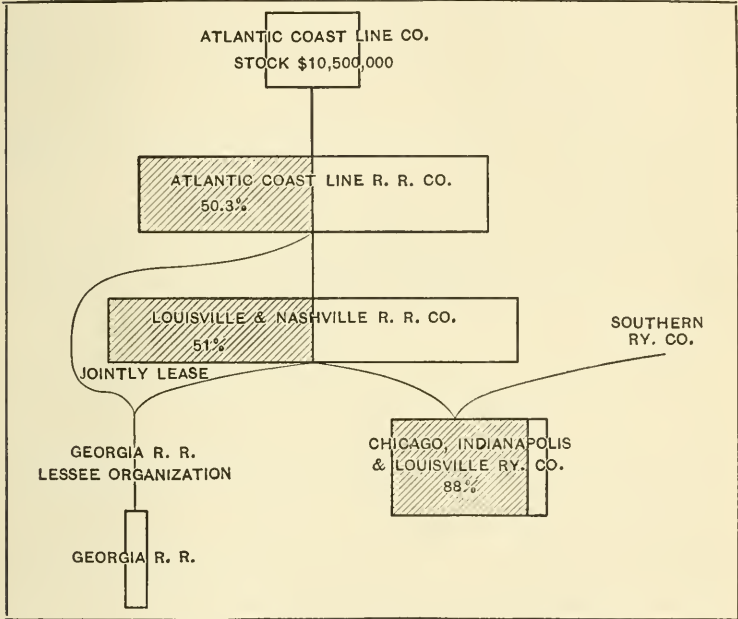 ATLANTIC COAST LINE CO.
STOCK $10,500,000
ATLANTIC COAST LINE R. R. CO.
50.3%
LOUISVILLE & NASHVILLE R. R. CO.
51%
SOUTHERN
RY. CO.
JOINTLY LEASE
CHICAGO, INDIANAPOLIS
& LOUISVILLE RY. CO.
88%
GEORGIA R. R.
LESSEE ORGANIZATION
GEORGIA R. R.